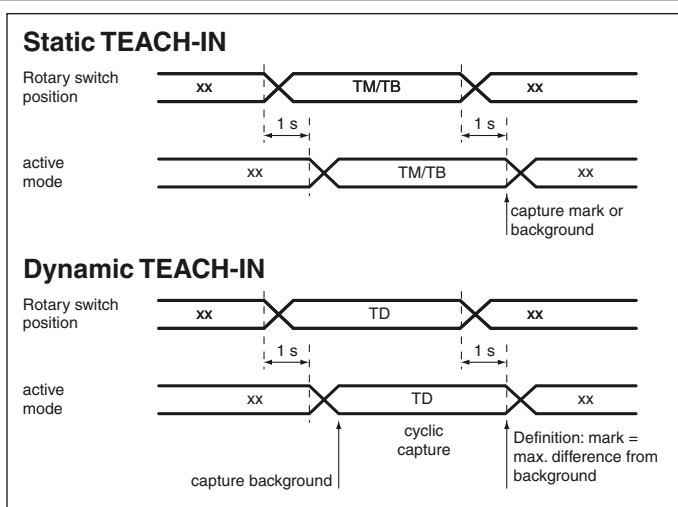 Static TEACH-IN
Rotary switch
position
xx TM/TB xx
1 s 1 s
active
mode
xx TM/TB xx
capture mark or
background
Dynamic TEACH-IN
Rotary switch
position
xx TD xx
1 s 1 s
active
mode
xx TD xx
cyclic
capture
Definition: mark =
max. difference from
background
capture background